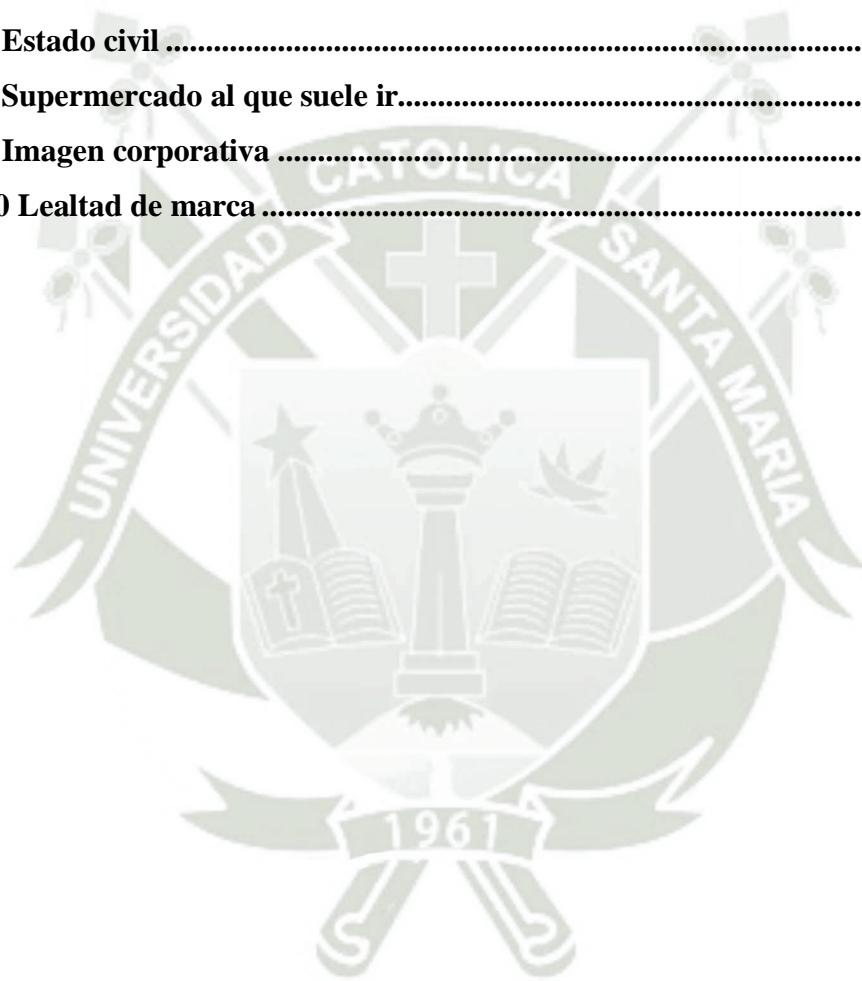 Estado civil ........................................................................................
Supermercado al que suele ir...............................................................
Imagen corporativa ..............................................................................
0 Lealtad de marca ................................................................................
UNIVERSIDAD CATOLICA SANTA MARIA
1961